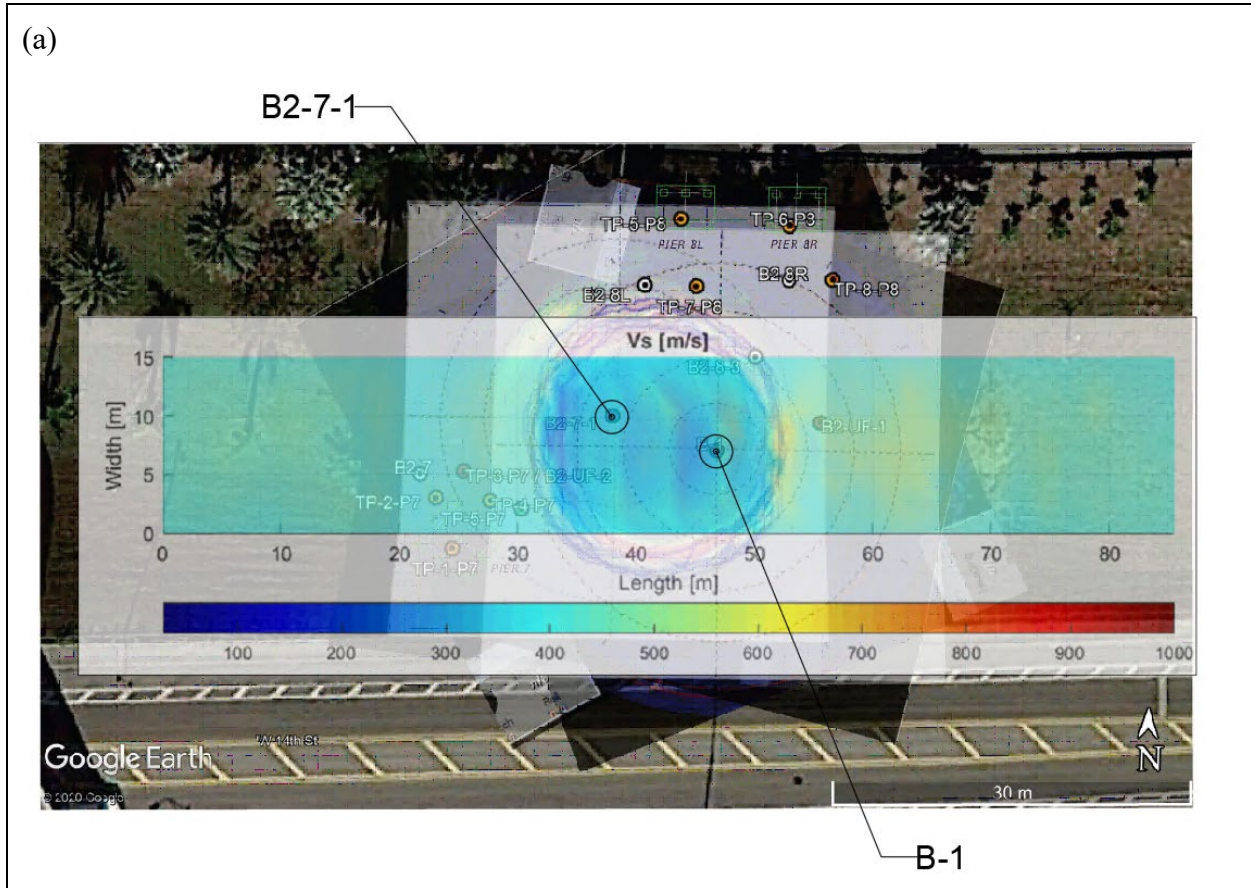 (a)
B2-7-1
TP-5-P8
TP-6-P3
PIER 8L
PIER 8R
B2-8L
TP-7-P6
B2-8R
TP-8-P8
Vs [m/s]
B2-8-3
B2-7-1
B2-UF-1
B2-7
TP-3-P7 / B2-UF-2
TP-2-P7
TP-4-P7
TP-5-P7
TP-1-P7
PIER 7
Width [m]
15
10
5
0
0 10 20 30 40 50 60 70 80
Length [m]
100 200 300 400 500 600 700 800 900 1000
W 14th St
Google Earth
© 2020 Google
N
30 m
B-1